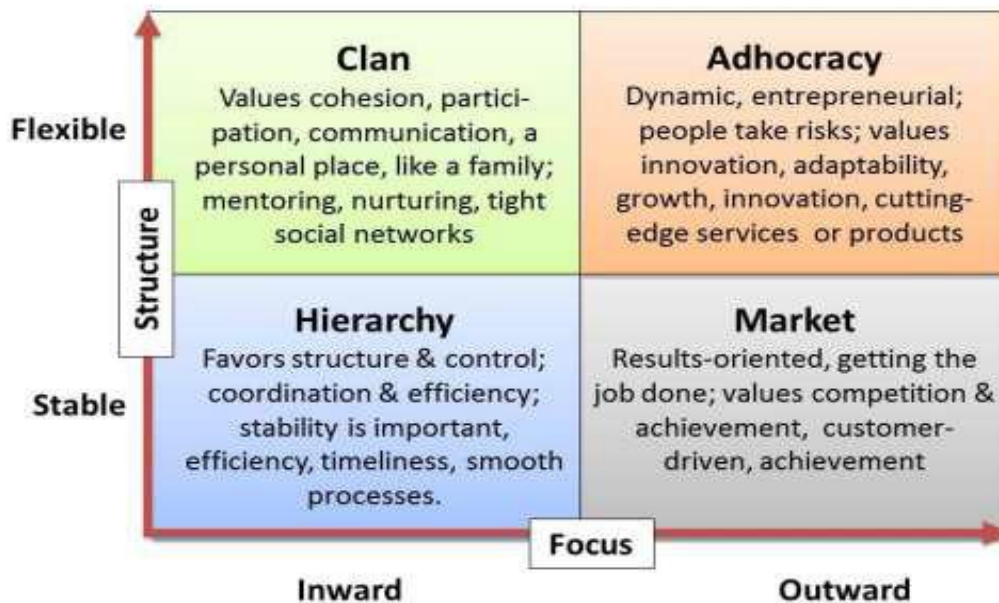 Clan
Values cohesion, partici-
pation, communication, a
personal place, like a family;
mentoring, nurturing, tight
social networks
Adhocracy
Dynamic, entrepreneurial;
people take risks; values
innovation, adaptability,
growth, innovation, cutting-
edge services or products
Flexible
Structure
Stable
Hierarchy
Favors structure & control;
coordination & efficiency;
stability is important,
efficiency, timeliness, smooth
processes.
Market
Results-oriented, getting the
job done; values competition &
achievement, customer-
driven, achievement
Focus
Inward
Outward